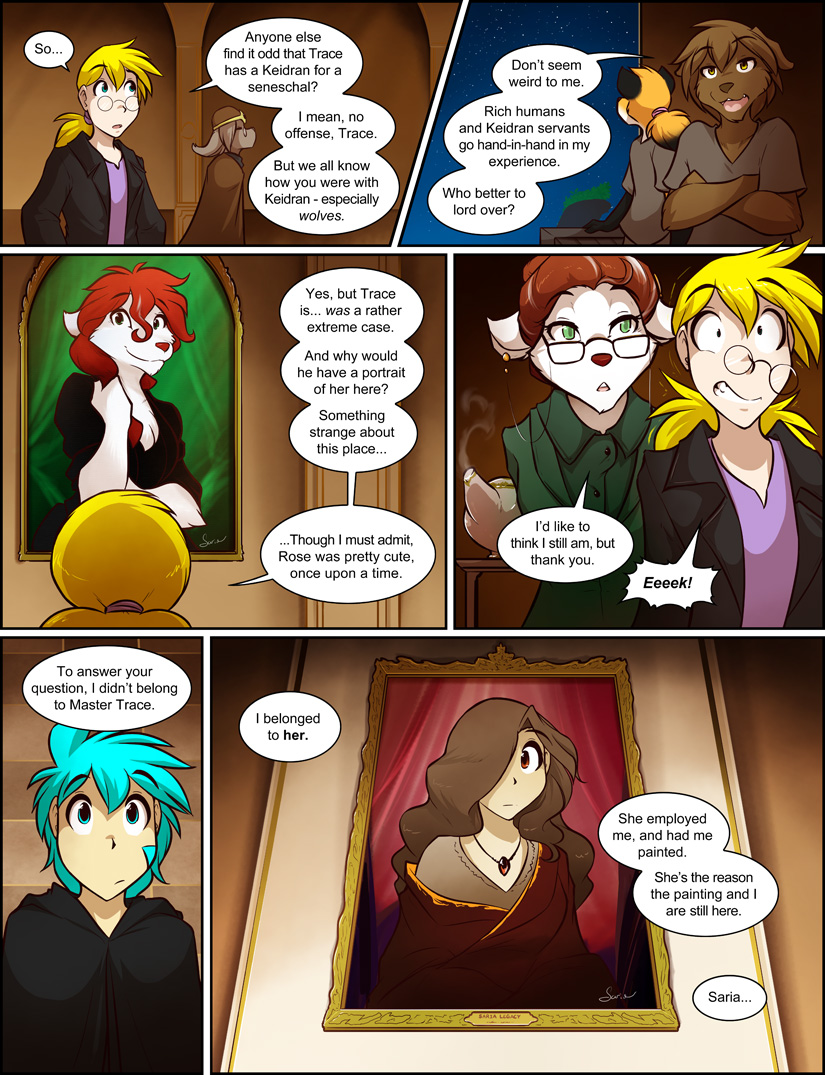 So...
Anyone else
find it odd that Trace
has a Keidran for a
seneschal?
I mean, no
offense, Trace.
But we all know
how you were with
Keidran - especially
wolves.
Don't seem
weird to me.
Rich humans
and Keidran servants
go hand-in-hand in my
experience.
Who better to
lord over?
Yes, but Trace
is... was a rather
extreme case.
And why would
he have a portrait
of her here?
Something
strange about
this place...
...Though I must admit,
Rose was pretty cute,
once upon a time.
Saria
I'd like to
think I still am, but
thank you.
Eeeek!
To answer your
question, I didn't belong
to Master Trace.
I belonged
to her.
She employed
me, and had me
painted.
She's the reason
the painting and I
are still here.
Saria
SARIA LEGACY
Saria...